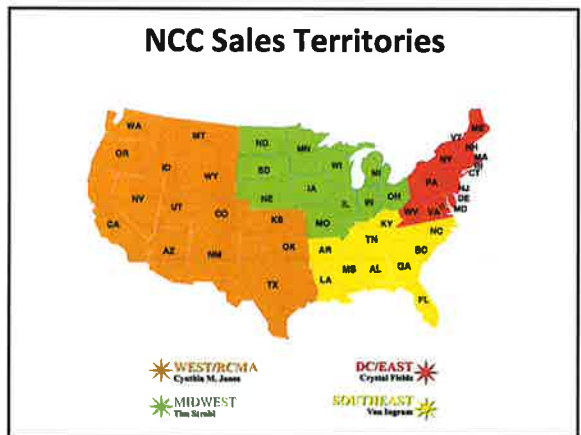 NCC Sales Territories
WA
MT
ND
MN
ME
VT
NH
OR
ID
SD
WI
MI
NY
MA
RI
CT
WY
IA
PA
NJ
NE
OH
DE
NV
IL
IN
MD
UT
CO
WV
VA
CA
KS
MO
KY
NC
TN
AZ
NM
OK
AR
SC
MS
AL
GA
TX
LA
FL
WEST/RCMA
Cynthia M. Jones
DC/EAST
Crystal Fields
MIDWEST
Tim Strobl
SOUTHEAST
Von Ingram